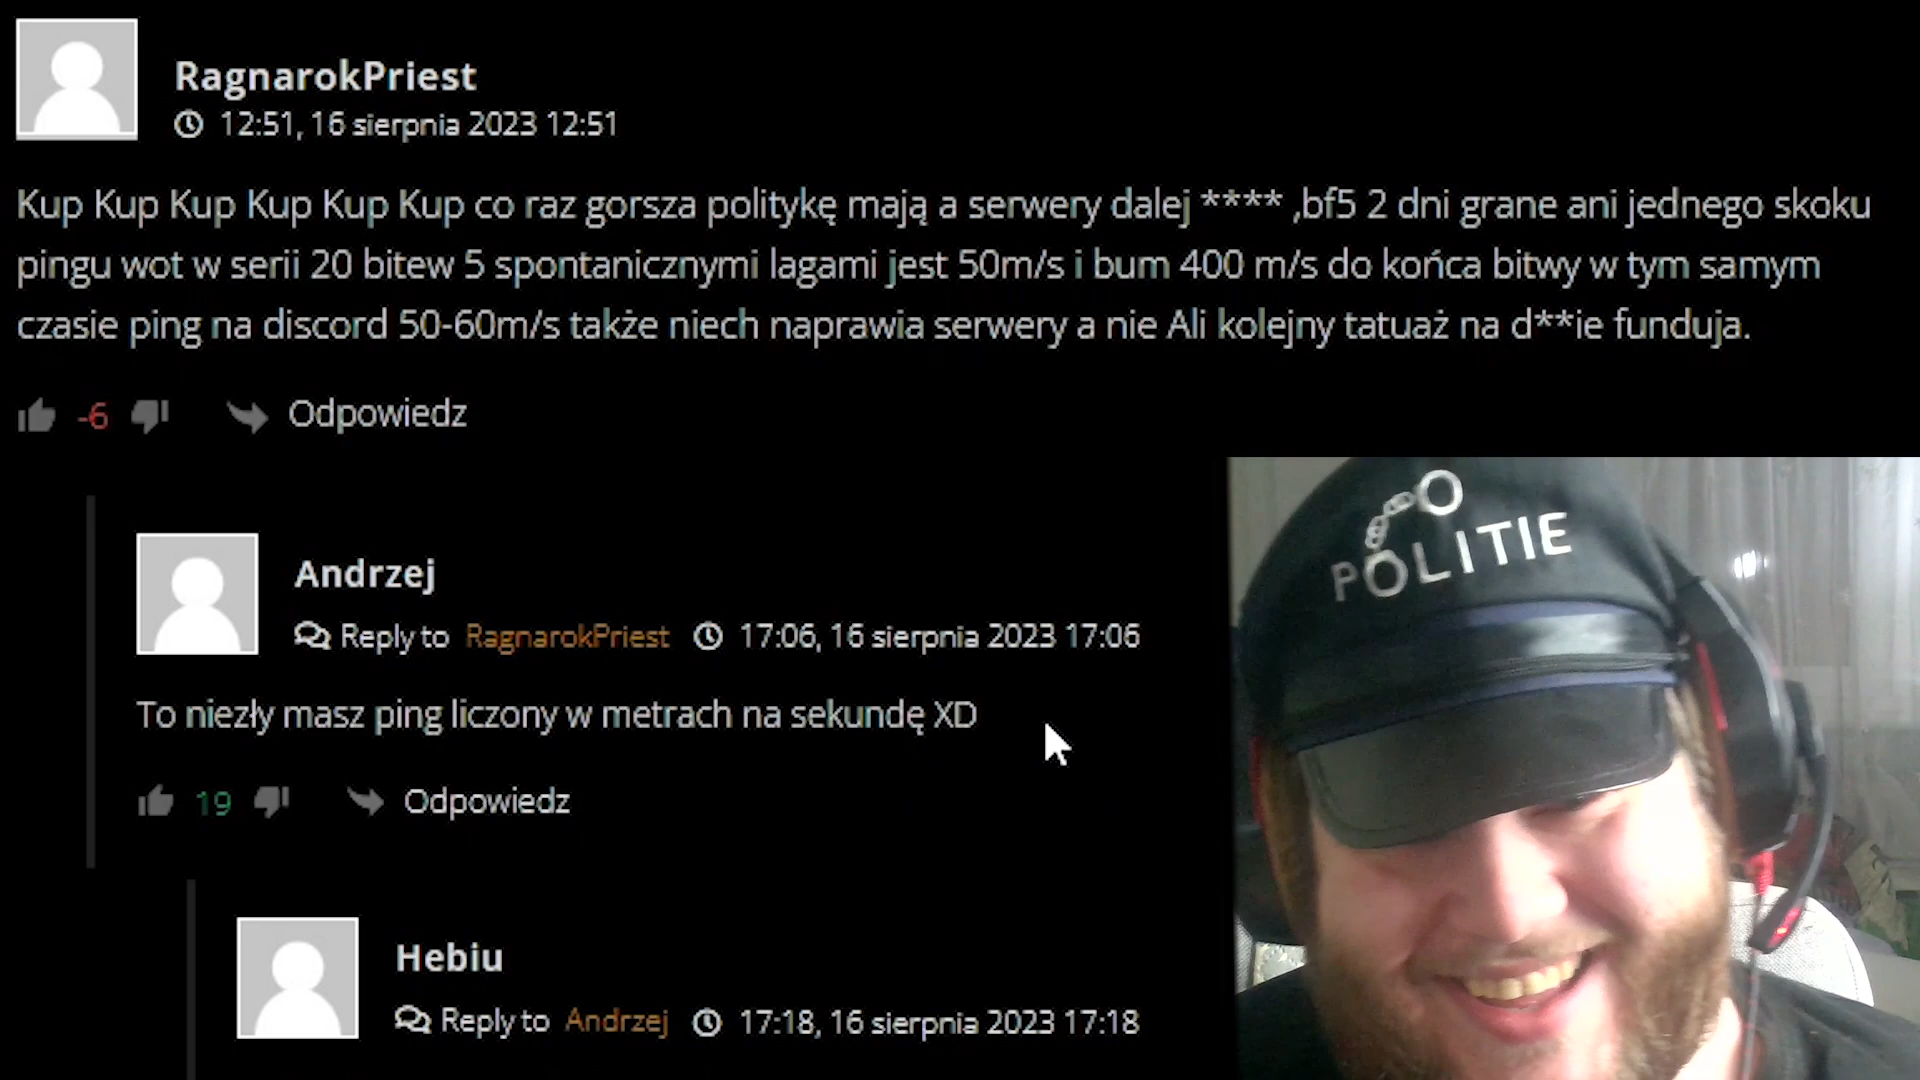 RagnarokPriest
12:51, 16 sierpnia 2023 12:51
Kup Kup Kup Kup Kup Kup co raz gorsza politykę mają a serwery dalej **** ,bf5 2 dni grane ani jednego skoku
pingu wot w serii 20 bitew 5 spontanicznymi lagami jest 50m/s i bum 400 m/s do końca bitwy w tym samym
czasie ping na discord 50-60m/s także niech naprawia serwery a nie Ali kolejny tatuaż na d**ie funduja.
-6 Odpowiedz
POLITIE
Andrzej
Reply to RagnarokPriest 17:06, 16 sierpnia 2023 17:06
To niezły masz ping liczony w metrach na sekundę XD
19 Odpowiedz
Hebiu
Reply to Andrzej 17:18, 16 sierpnia 2023 17:18